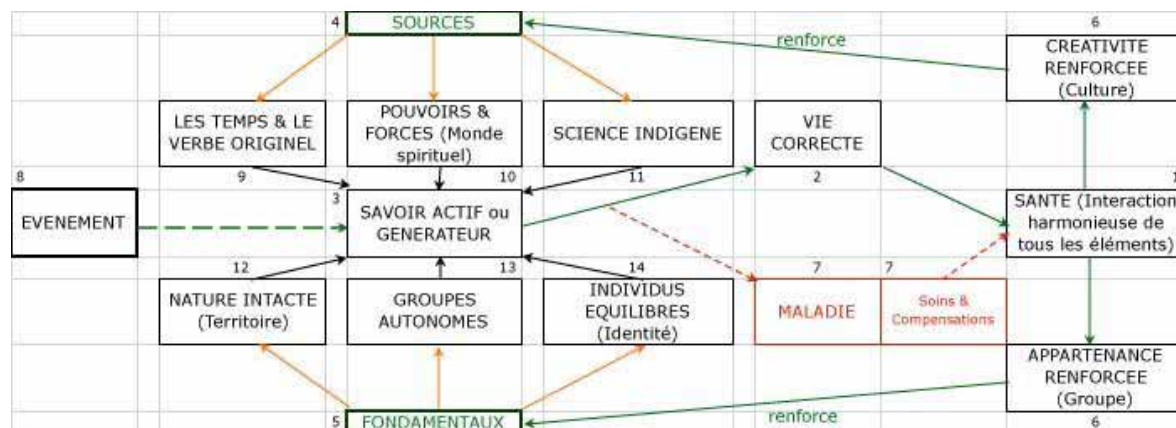 4
SOURCES
6
renforce
CREATIVITE
RENFORCEE
(Culture)
LES TEMPS & LE
VERBE ORIGINEL
POUVOIRS &
FORCES (Monde
spirituel)
SCIENCE INDIGENE
VIE
CORRECTE
8
9
10
11
2
1
3
EVENEMENT
SAVOIR ACTIF ou
GENERATEUR
SANTE (Interaction
harmonieuse de
tous les éléments)
12
13
14
7
7
NATURE INTACTE
(Territoire)
GROUPES
AUTONOMES
INDIVIDUS
EQUILIBRES
(Identité)
MALADIE
Soins &
Compensations
APPARTENANCE
RENFORCEE
(Groupe)
5
FONDAMENTAUX
renforce
6